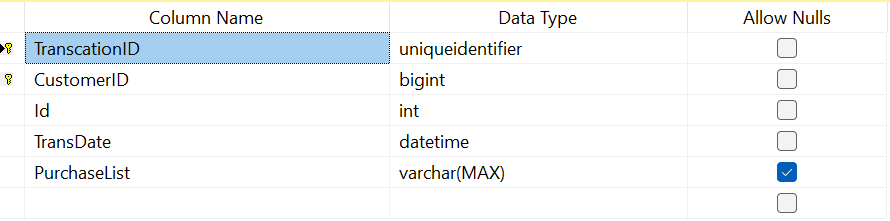 Column Name Data Type Allow Nulls
TranscationID uniqueidentifier
CustomerID bigint
Id int
TransDate datetime
PurchaseList varchar(MAX)